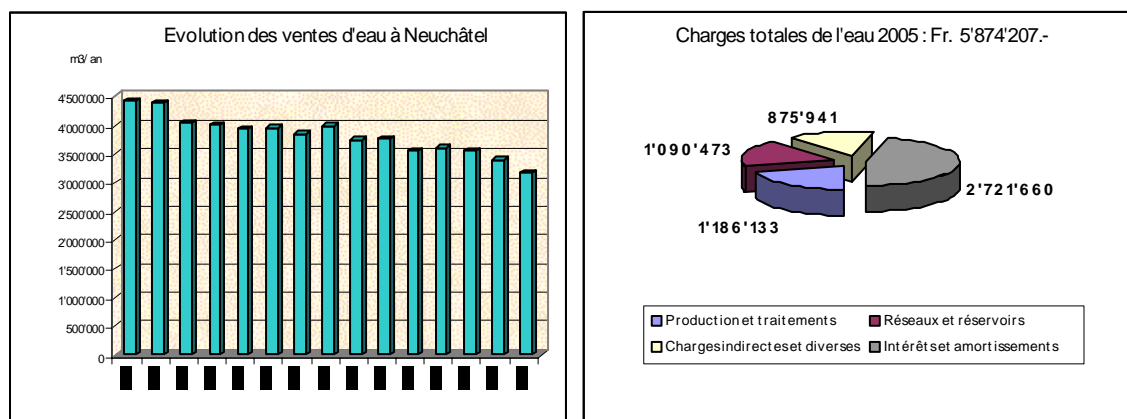 Evolution des ventes d'eau à Neuchâtel
m3/ an
4'500'000
4'000'000
3'500'000
3'000'000
2'500'000
2'000'000
1'500'000
1'000'000
500'000
0
Charges totales de l'eau 2005 : Fr. 5'874'207.-
875'941
1'090'473
2'721'660
1'186'133
Production et traitements
Réseaux et réservoirs
Charges indirectes et diverses
Intérêts et amortissements